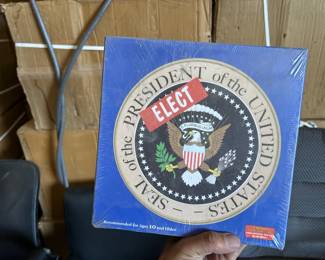 SEAL of the PRESIDENT of the UNITED STATES
ELECT
Recommended for Ages 10 and Older